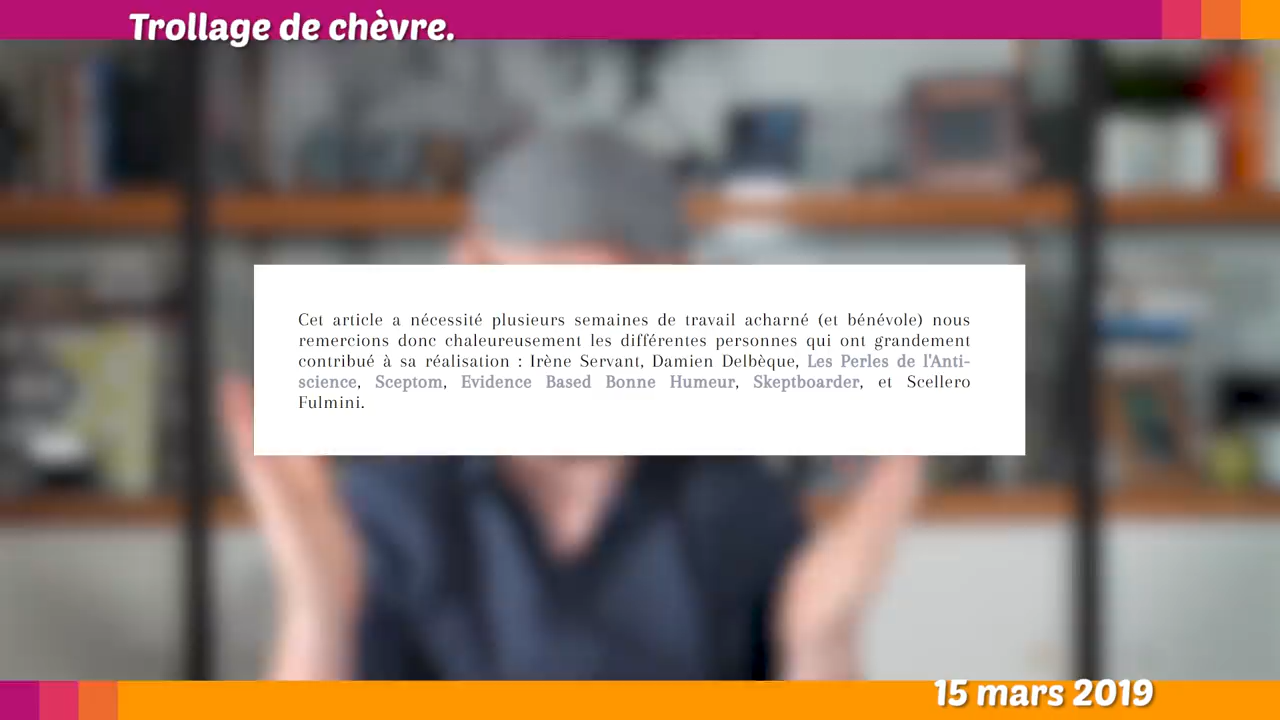 Trollage de chèvre.
Cet article a nécessité plusieurs semaines de travail acharné (et bénévole) nous
remercions donc chaleureusement les différentes personnes qui ont grandement
contribué à sa réalisation : Irène Servant, Damien Delbèque, Les Perles de l'Anti-
science, Sceptom, Evidence Based Bonne Humeur, Skeptboarder, et Scellero
Fulmini.
15 mars 2019